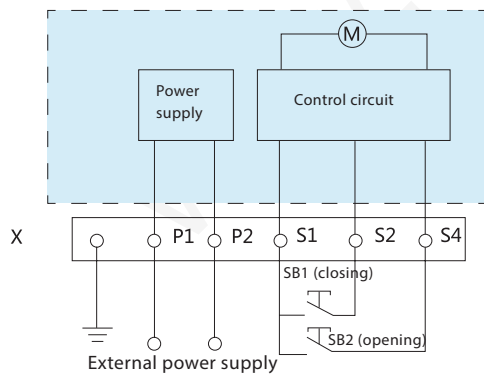 M
Power
supply
Control circuit
X
P1
P2
S1
S2
S4
SB1 (closing)
SB2 (opening)
External power supply